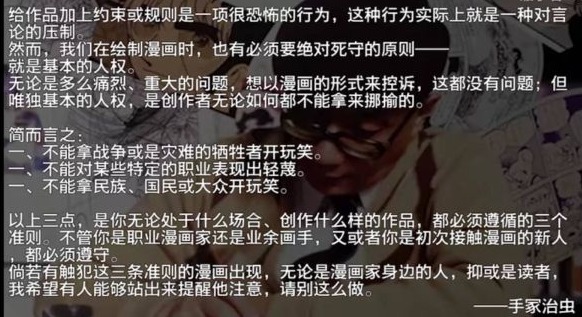 给作品加上约束或规则是一项很恐怖的行为，这种行为实际上就是一种对言
论的压制。
然而，我们在绘制漫画时，也有必须要绝对死守的原则——
就是基本的人权。
无论是多么痛烈、重大的问题，想以漫画的形式来控诉，这都没有问题；但
唯独基本的人权，是创作者无论如何都不能拿来挪揄的。
简而言之：
一、不能拿战争或是灾难的牺牲者开玩笑。
一、不能对某些特定的职业表现出轻蔑。
一、不能拿民族、国民或大众开玩笑。
以上三点，是你无论处于什么场合、创作什么样的作品，都必须遵循的三个
准则。不管你是职业漫画家还是业余画手，又或者你是初次接触漫画的新人
，都必须遵守。
倘若有触犯这三条准则的漫画出现，无论是漫画家身边的人，抑或是读者，
我希望有人能够站出来提醒他注意，请别这么做。
——手冢治虫